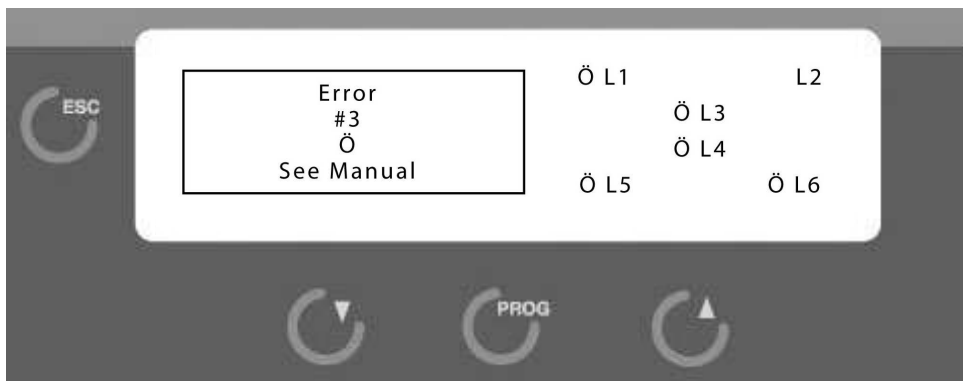 ESC
Error
#3
Ö
See Manual
Ö L1
L2
Ö L3
Ö L4
Ö L5
Ö L6
PROG